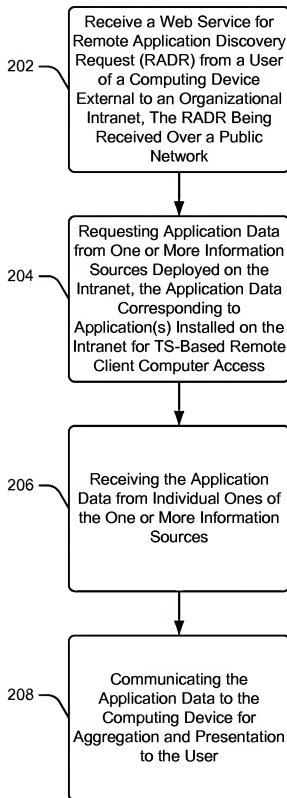 202
Receive a Web Service for
Remote Application Discovery
Request (RADR) from a User
of a Computing Device
External to an Organizational
Intranet, The RADR Being
Received Over a Public
Network
204
Requesting Application Data
from One or More Information
Sources Deployed on the
Intranet, the Application Data
Corresponding to
Application(s) Installed on the
Intranet for TS-Based Remote
Client Computer Access
206
Receiving the Application
Data from Individual Ones of
the One or More Information
Sources
208
Communicating the
Application Data to the
Computing Device for
Aggregation and Presentation
to the User